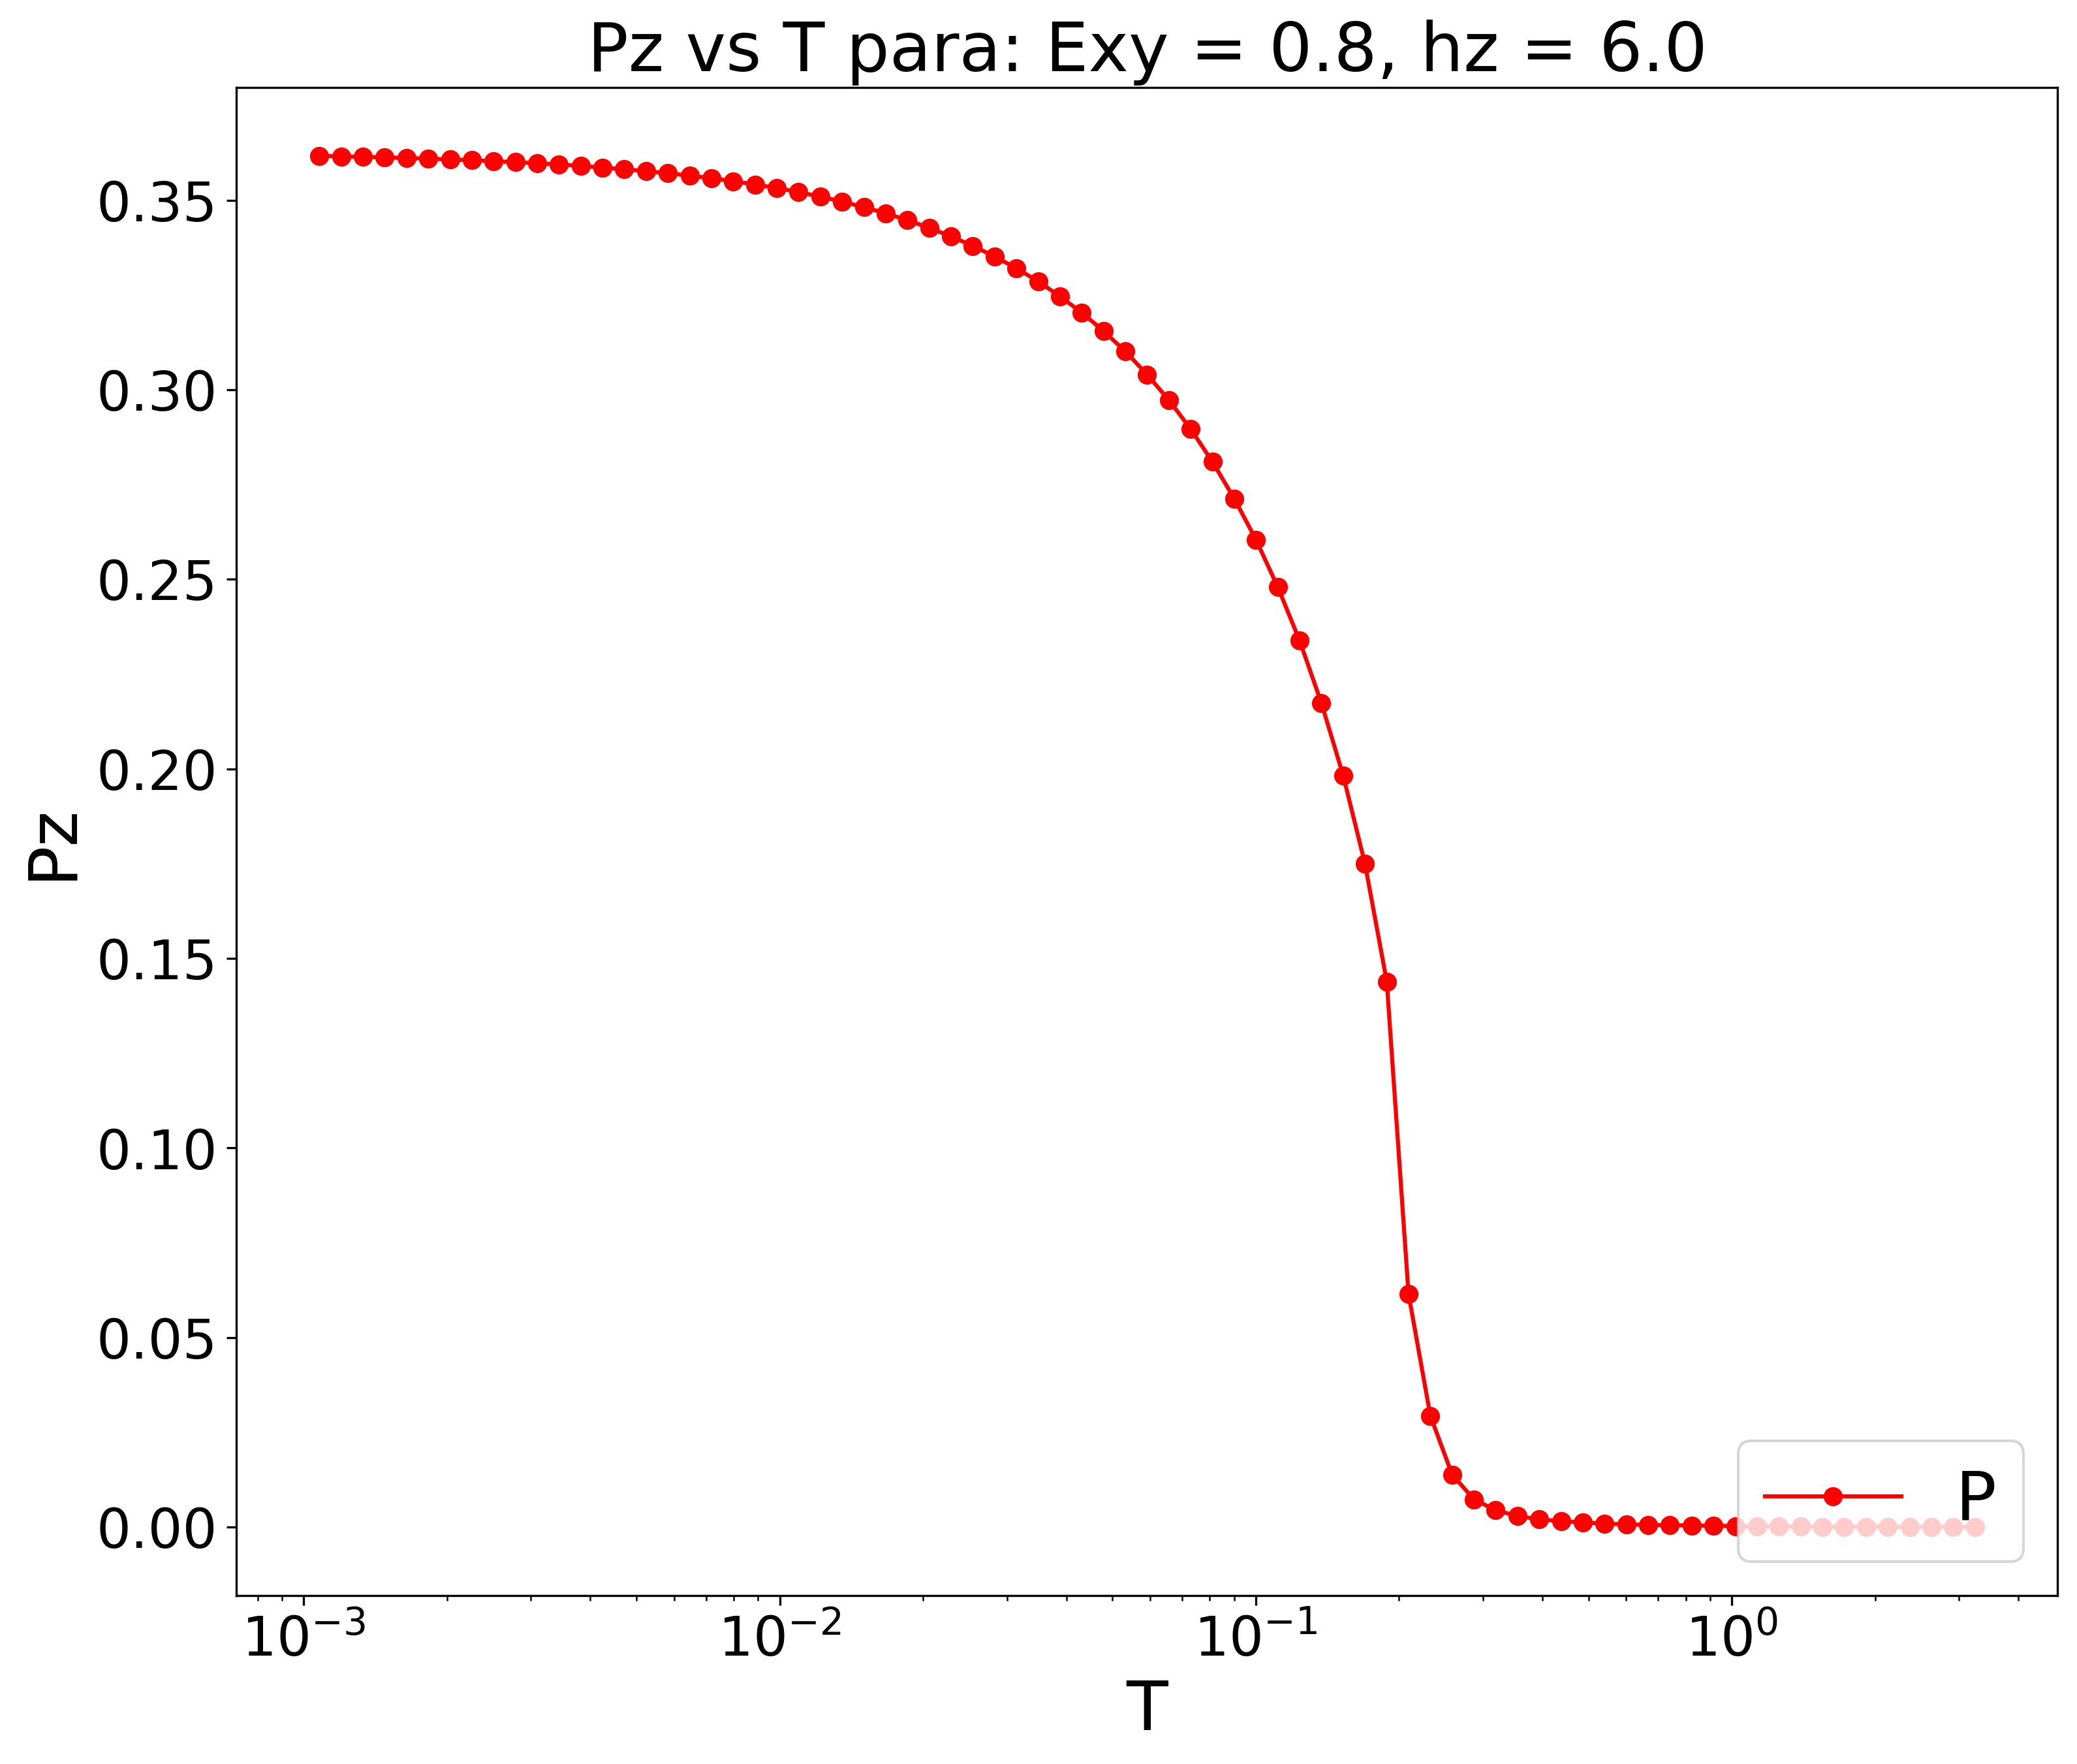 Pz vs T para: Exy = 0.8, hz = 6.0
0.35
0.30
0.25
0.20
0.15
0.10
0.05
0.00
Pz
P
10⁻³ 10⁻² 10⁻¹ 10⁰
T